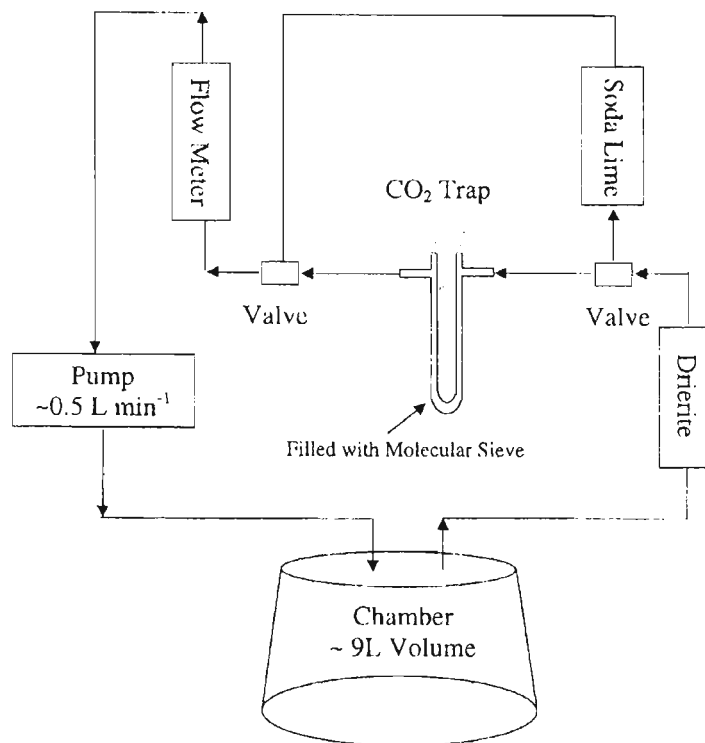 Flow Meter
Soda Lime
CO₂ Trap
Valve
Valve
Pump
~0.5 L min⁻¹
Drierite
Filled with Molecular Sieve
Chamber
~ 9L Volume